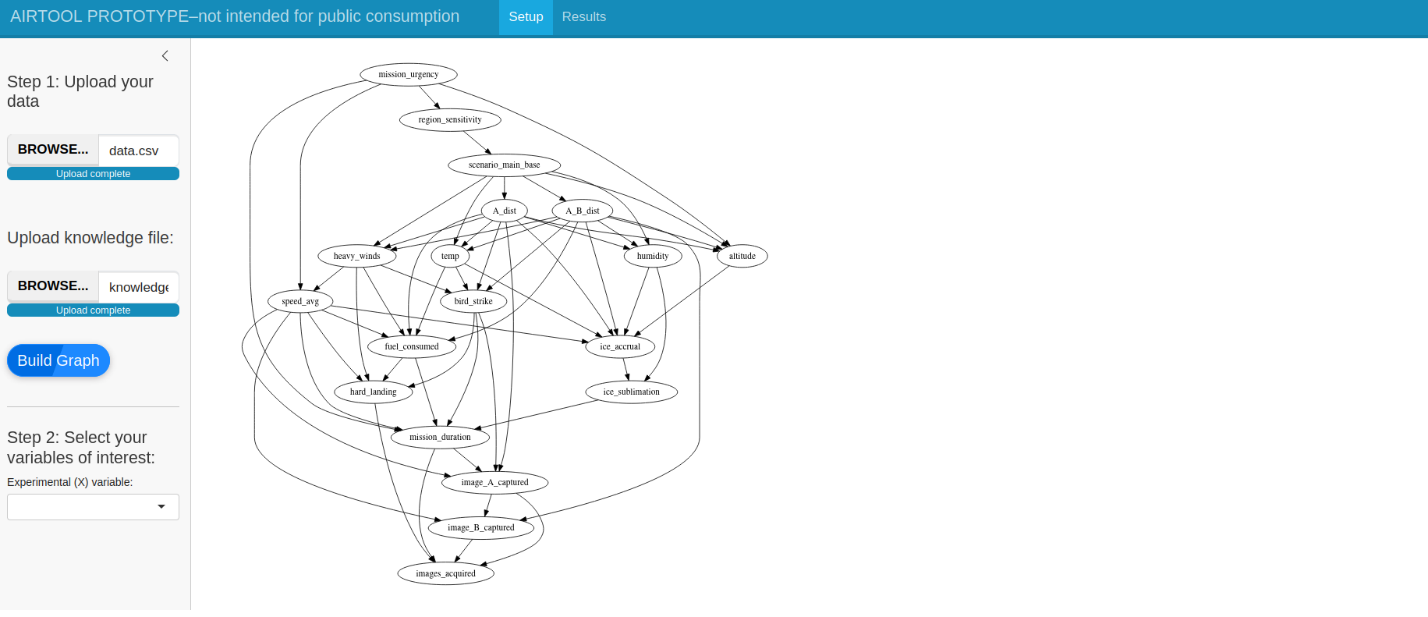 AIRTOOL PROTOTYPE–not intended for public consumption
Setup
Results
Step 1: Upload your
data
BROWSE... data.csv
Upload complete
Upload knowledge file:
BROWSE... knowledge
Upload complete
Build Graph
Step 2: Select your
variables of interest:
Experimental (X) variable:
mission_urgency
region_sensitivity
scenario_main_base
A_dist
A_B_dist
heavy_winds
temp
humidity
altitude
speed_avg
bird_strike
fuel_consumed
ice_accrual
hard_landing
ice_sublimation
mission_duration
image_A_captured
image_B_captured
images_acquired